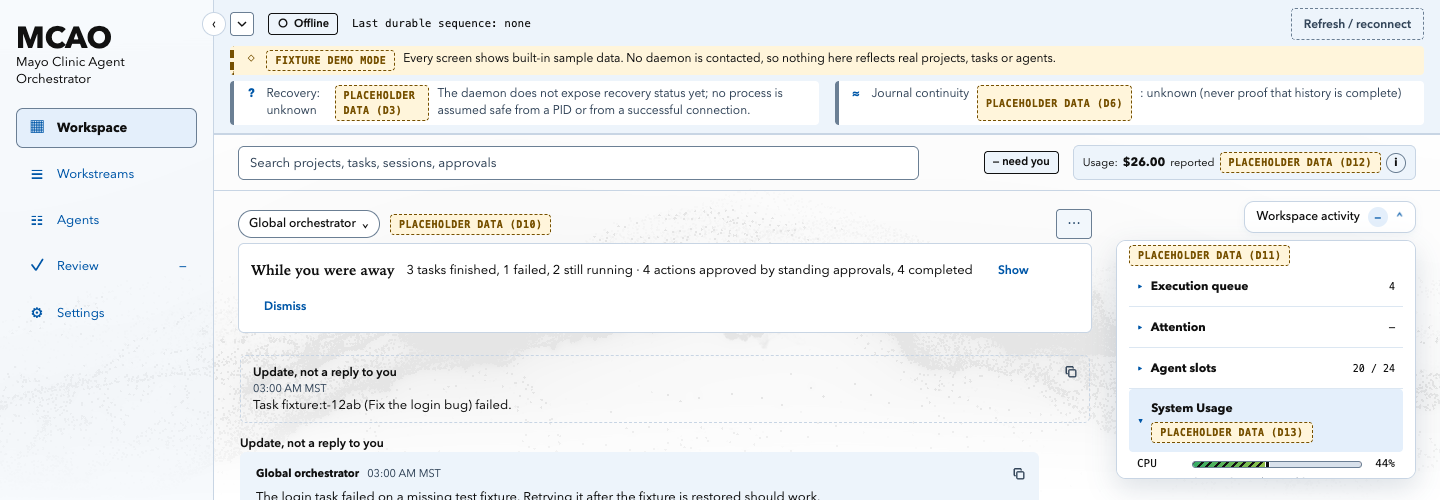 MCAO
Mayo Clinic Agent
Orchestrator
Workspace
Workstreams
Agents
Review –
Settings
Offline
Last durable sequence: none
Refresh / reconnect
FIXTURE DEMO MODE Every screen shows built-in sample data. No daemon is contacted, so nothing here reflects real projects, tasks or agents.
? Recovery: unknown
PLACEHOLDER DATA (D3)
The daemon does not expose recovery status yet; no process is
assumed safe from a PID or from a successful connection.
≈ Journal continuity PLACEHOLDER DATA (D6) : unknown (never proof that history is complete)
Search projects, tasks, sessions, approvals
– need you
Usage: $26.00 reported PLACEHOLDER DATA (D12) i
Global orchestrator PLACEHOLDER DATA (D10) ...
While you were away 3 tasks finished, 1 failed, 2 still running · 4 actions approved by standing approvals, 4 completed Show
Dismiss
Update, not a reply to you
03:00 AM MST
Task fixture:t-12ab (Fix the login bug) failed.
Update, not a reply to you
Global orchestrator 03:00 AM MST
The login task failed on a missing test fixture. Retrying it after the fixture is restored should work.
Workspace activity –
PLACEHOLDER DATA (D11)
Execution queue 4
Attention –
Agent slots 20 / 24
System Usage
PLACEHOLDER DATA (D13)
CPU 44%